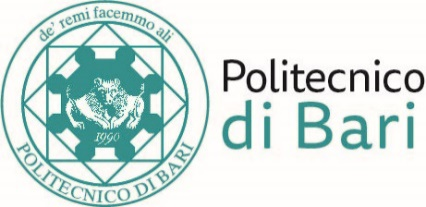 de' remi facemmo ali
1990
POLITECNICO DI BARI
Politecnico
di Bari